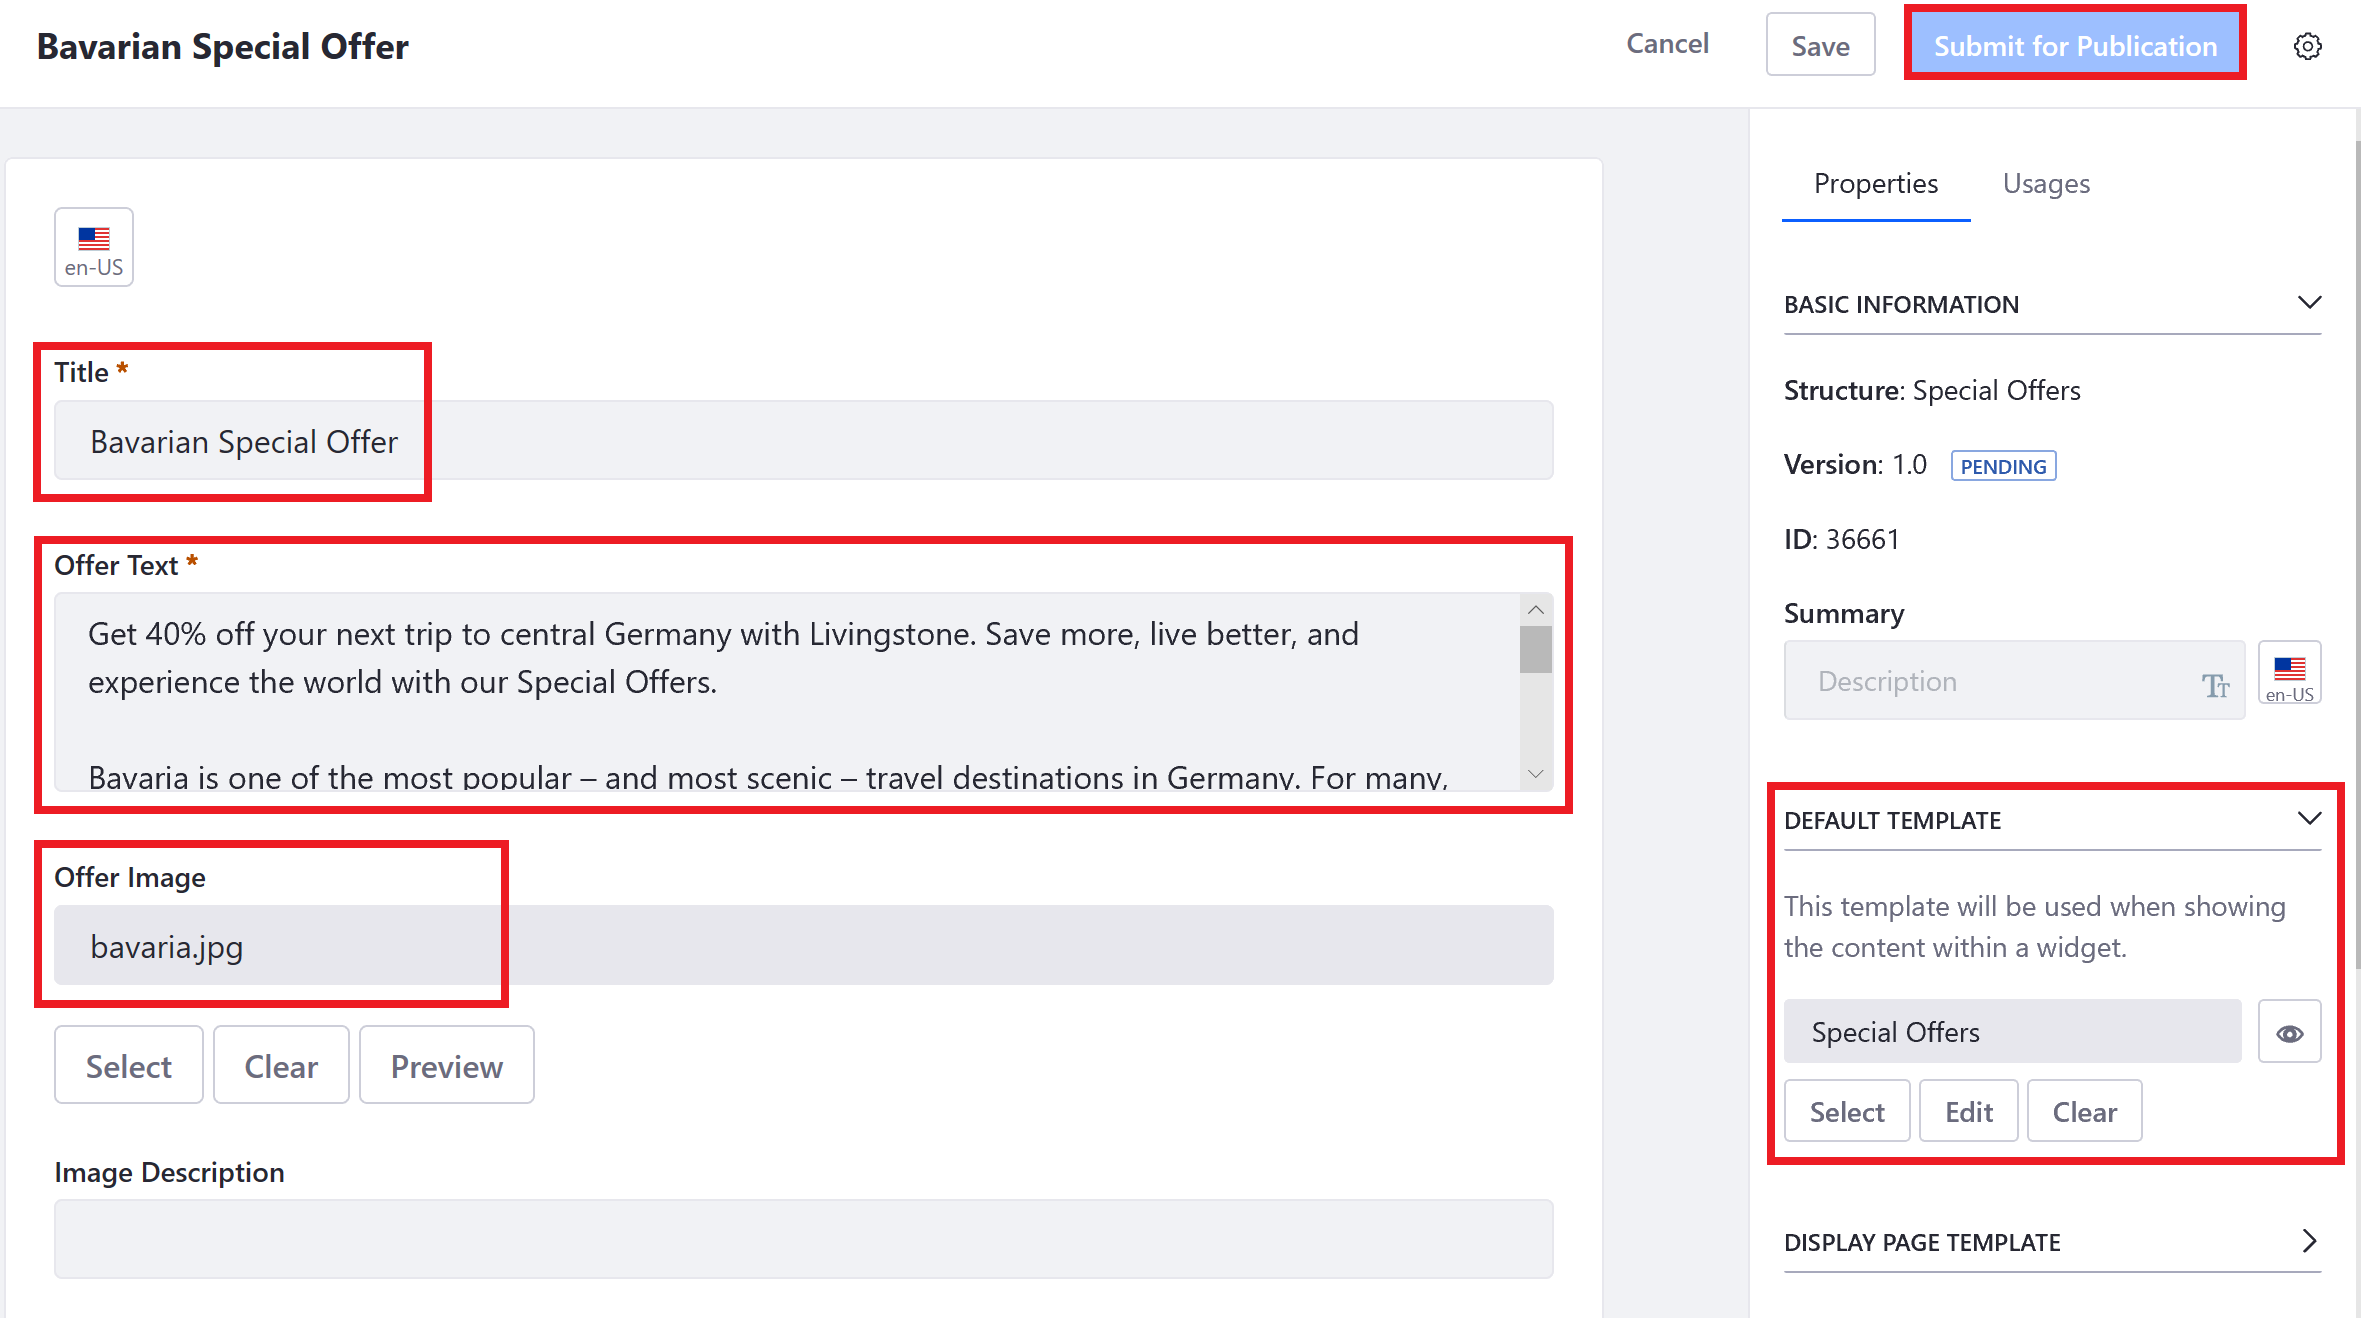 Bavarian Special Offer
Cancel
Save
Submit for Publication
en-US
Title *
Bavarian Special Offer
Offer Text *
Get 40% off your next trip to central Germany with Livingstone. Save more, live better, and
experience the world with our Special Offers.
Bavaria is one of the most popular – and most scenic – travel destinations in Germany. For many,
Offer Image
bavaria.jpg
Select
Clear
Preview
Image Description
Properties
Usages
BASIC INFORMATION
Structure: Special Offers
Version: 1.0 PENDING
ID: 36661
Summary
Description
en-US
DEFAULT TEMPLATE
This template will be used when showing
the content within a widget.
Special Offers
Select
Edit
Clear
DISPLAY PAGE TEMPLATE